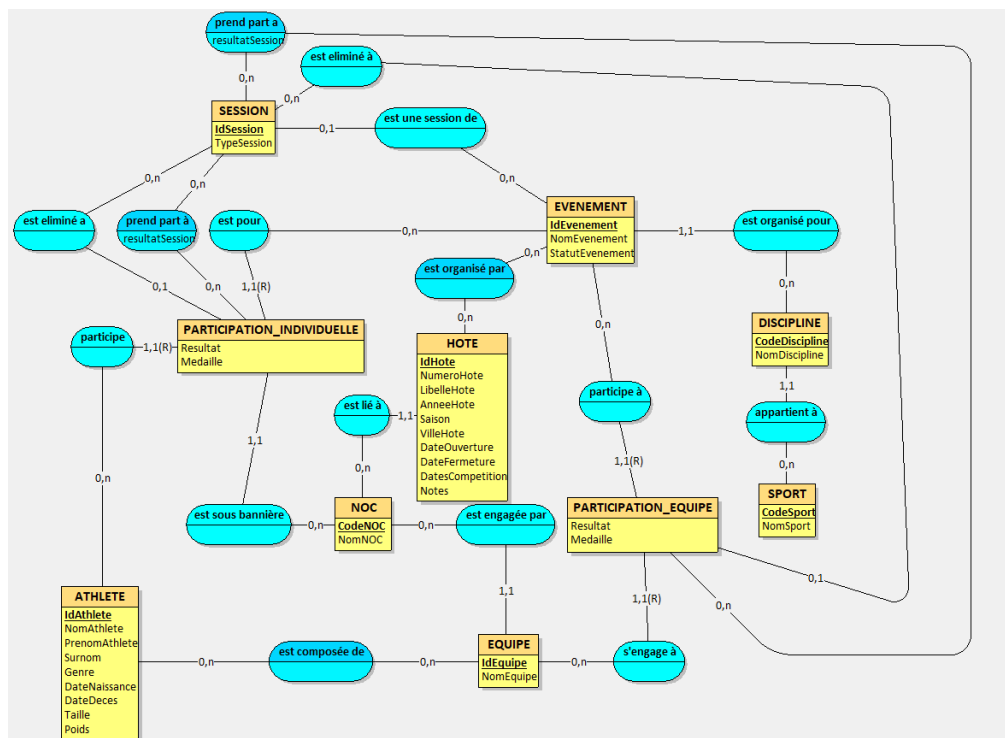 prend part a
resultatSession
est eliminé à
0,n
0,n
SESSION
IdSession
TypeSession
0,1
est une session de
0,n
0,n
0,n
est eliminé a
prend part à
resultatSession
est pour
0,n
EVENEMENT
IdEvenement
NomEvenement
StatutEvenement
1,1
est organisé pour
0,n
est organisé par
0,1
0,n
1,1(R)
0,n
0,n
0,n
participe
1,1(R)
PARTICIPATION_INDIVIDUELLE
Resultat
Medaille
HOTE
IdHote
NumeroHote
LibelleHote
AnneeHote
Saison
VilleHote
DateOuverture
DateFermeture
DatesCompetition
Notes
DISCIPLINE
CodeDiscipline
NomDiscipline
1,1
est lié à
1,1
participe à
appartient à
1,1
0,n
1,1(R)
0,n
0,n
est sous bannière
0,n
NOC
CodeNOC
NomNOC
0,n
est engagée par
PARTICIPATION_EQUIPE
Resultat
Medaille
SPORT
CodeSport
NomSport
1,1
1,1(R)
0,n
0,1
ATHLETE
IdAthlete
NomAthlete
PrenomAthlete
Surnom
Genre
DateNaissance
DateDeces
Taille
Poids
0,n
est composée de
0,n
EQUIPE
IdEquipe
NomEquipe
0,n
s'engage à